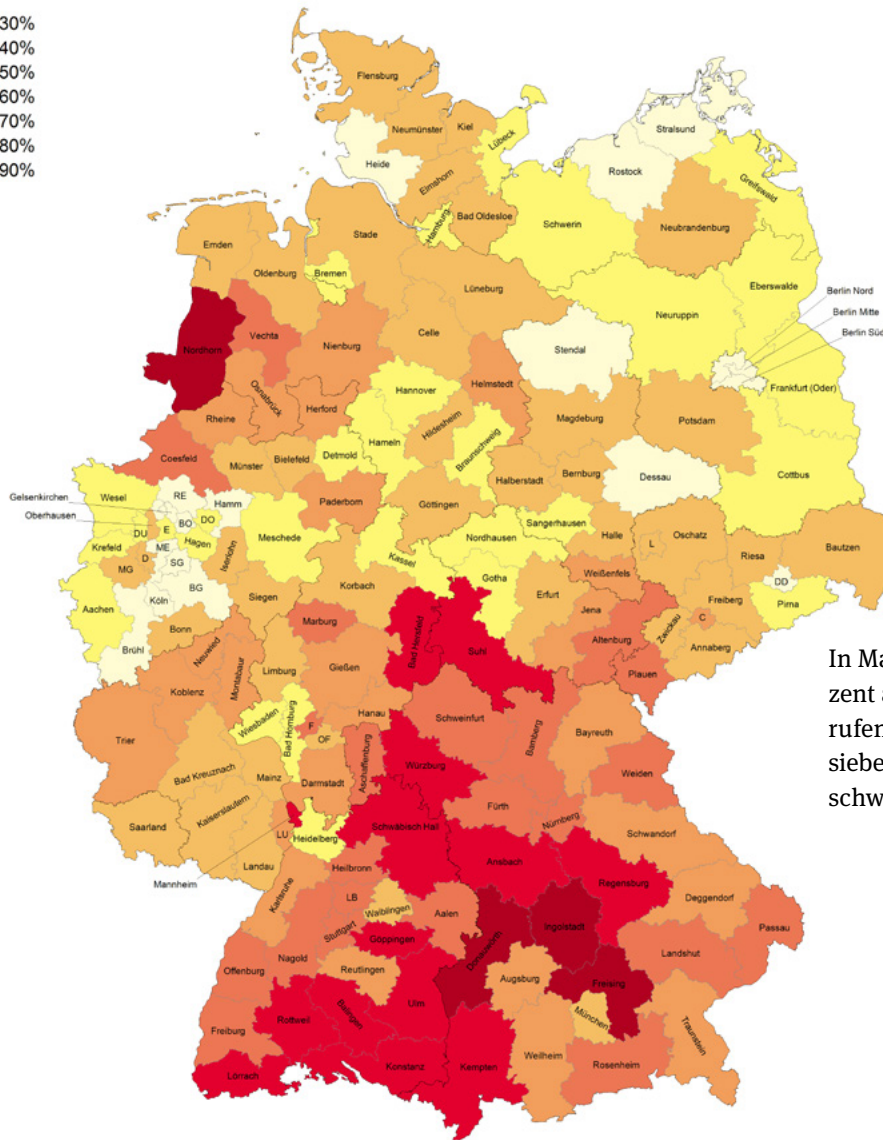 30%
40%
50%
60%
70%
80%
90%
Flensburg
Neumünster
Kiel
Lübeck
Heide
Elmshorn
Bad Oldesloe
Hamburg
Stralsund
Rostock
Greifswald
Schwerin
Neubrandenburg
Emden
Oldenburg
Stade
Bremen
Lüneburg
Eberswalde
Neuruppin
Berlin Nord
Berlin Mitte
Berlin Süd
Nordhorn
Vechta
Nienburg
Celle
Stendal
Frankfurt (Oder)
Osnabrück
Hannover
Helmstedt
Rheine
Herford
Hildesheim
Magdeburg
Potsdam
Coesfeld
Münster
Bielefeld
Detmold
Hameln
Braunschweig
Halberstadt
Bernburg
Dessau
Cottbus
Gelsenkirchen
Oberhausen
Wesel
RE
Hamm
Paderborn
Göttingen
DU
E
BO
DO
Krefeld
ME
Hagen
Meschede
Kassel
Nordhausen
Sangerhausen
Halle
L
Oschatz
Riesa
Bautzen
MG
D
SG
Iserlohn
Aachen
Köln
BG
Siegen
Korbach
Gotha
Erfurt
Weißenfels
DD
Freiberg
Pirna
Brühl
Bonn
Jena
Zwickau
C
Marburg
Bad Hersfeld
Suhl
Altenburg
Annaberg
Neuwied
Montabaur
Limburg
Gießen
Plauen
Koblenz
Trier
Wiesbaden
Bad Homburg
F
OF
Hanau
Schweinfurt
Bamberg
Bayreuth
Bad Kreuznach
Mainz
Darmstadt
Aschaffenburg
Würzburg
Weiden
Saarland
Kaiserslautern
LU
Heidelberg
Schwäbisch Hall
Fürth
Nürnberg
Schwandorf
Landau
Mannheim
Karlsruhe
Heilbronn
Ansbach
Regensburg
LB
Waiblingen
Aalen
Deggendorf
Stuttgart
Göppingen
Donauwörth
Ingolstadt
Passau
Offenburg
Nagold
Reutlingen
Landshut
Augsburg
Freising
Rottweil
Balingen
Ulm
München
Freiburg
Traunstein
Lörrach
Konstanz
Kempten
Weilheim
Rosenheim
In Ma
zent
rufen
siebe
schw